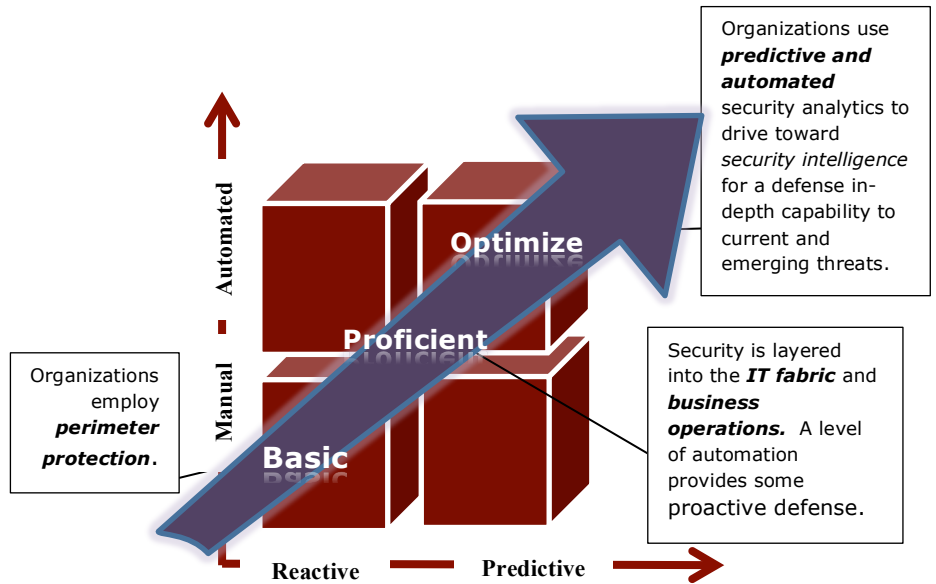 Organizations use
predictive and
automated
security analytics to
drive toward
security intelligence
for a defense in-
depth capability to
current and
emerging threats.
Automated
Manual
Optimize
Proficient
Basic
Organizations
employ
perimeter
protection.
Security is layered
into the IT fabric and
business
operations. A level
of automation
provides some
proactive defense.
Reactive
Predictive